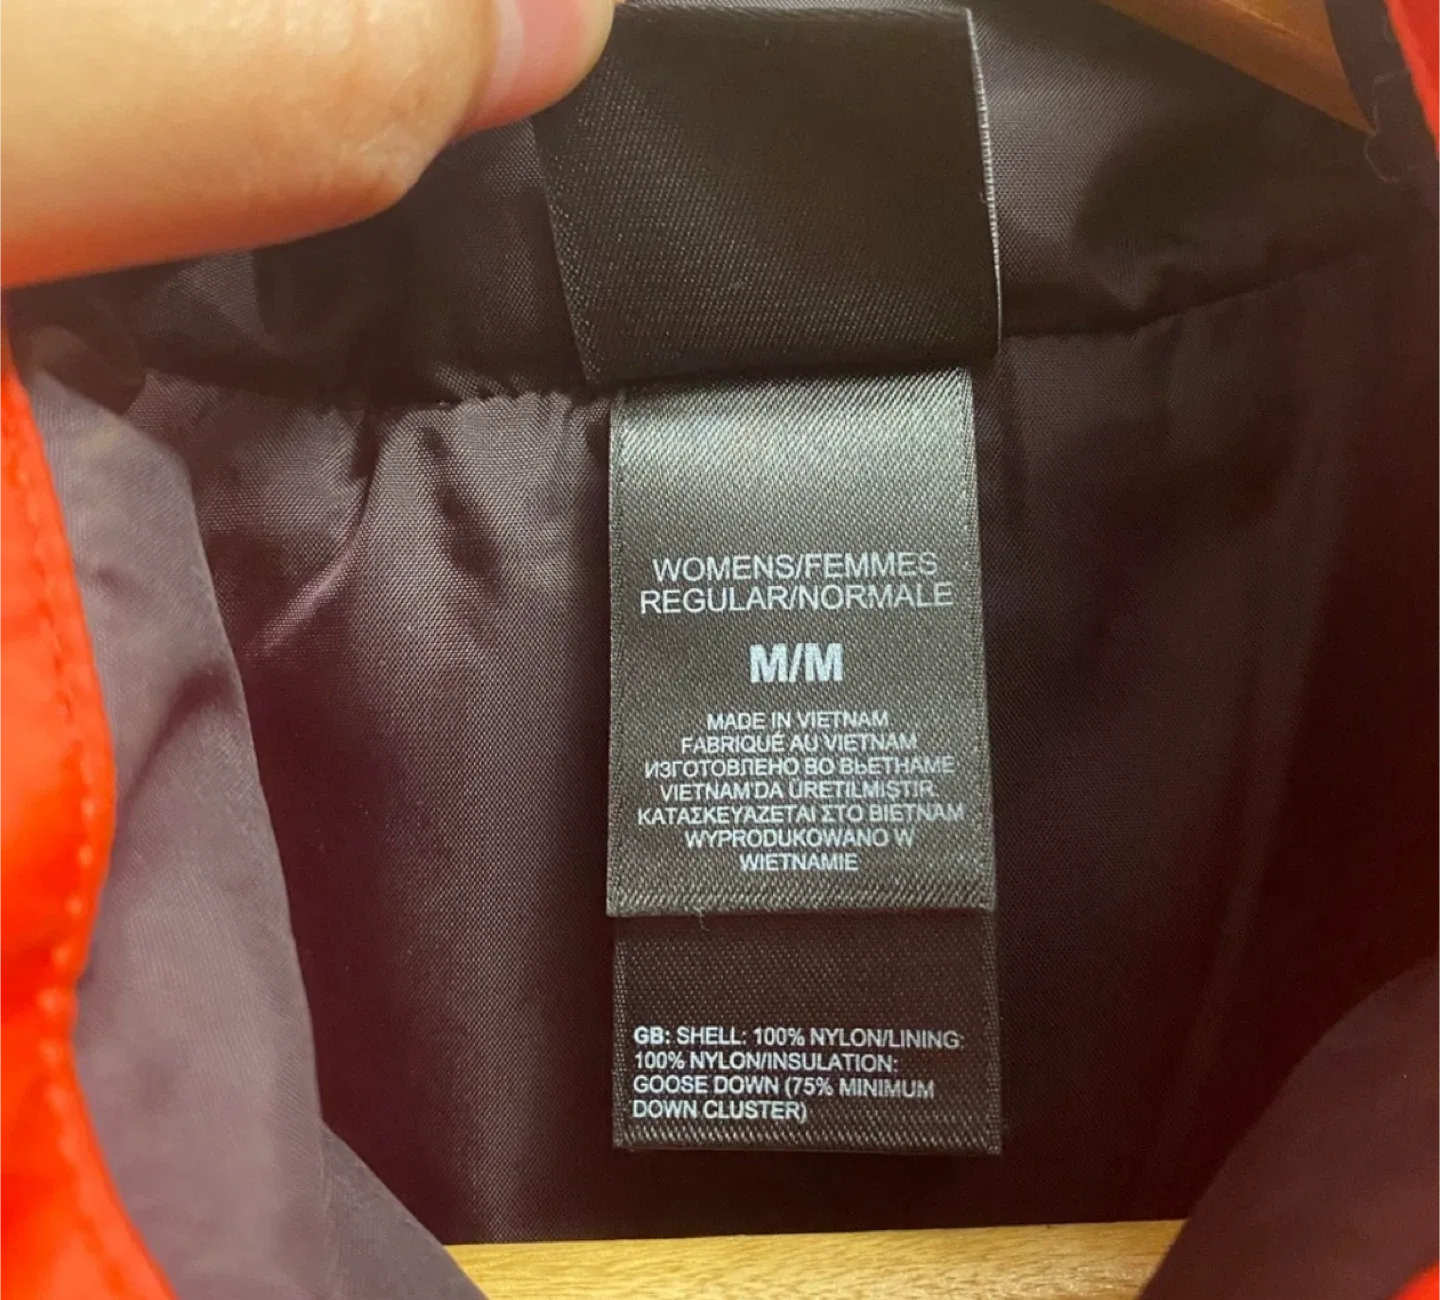 WOMENS/FEMMES
REGULAR/NORMALE
M/M
MADE IN VIETNAM
FABRIQUÉ AU VIETNAM
ИЗГОТОВЛЕНО ВО ВЬЕТНАМЕ
VIETNAM'DA ÜRETILMIŞTIR
ΚΑΤΑΣΚΕΥΆΖΕΤΑΙ ΣΤΟ ΒΙΕΤΝΑΜ
WYPRODUKOWANO W
WIETNAMIE
GB: SHELL: 100% NYLON/LINING:
100% NYLON/INSULATION:
GOOSE DOWN (75% MINIMUM
DOWN CLUSTER)